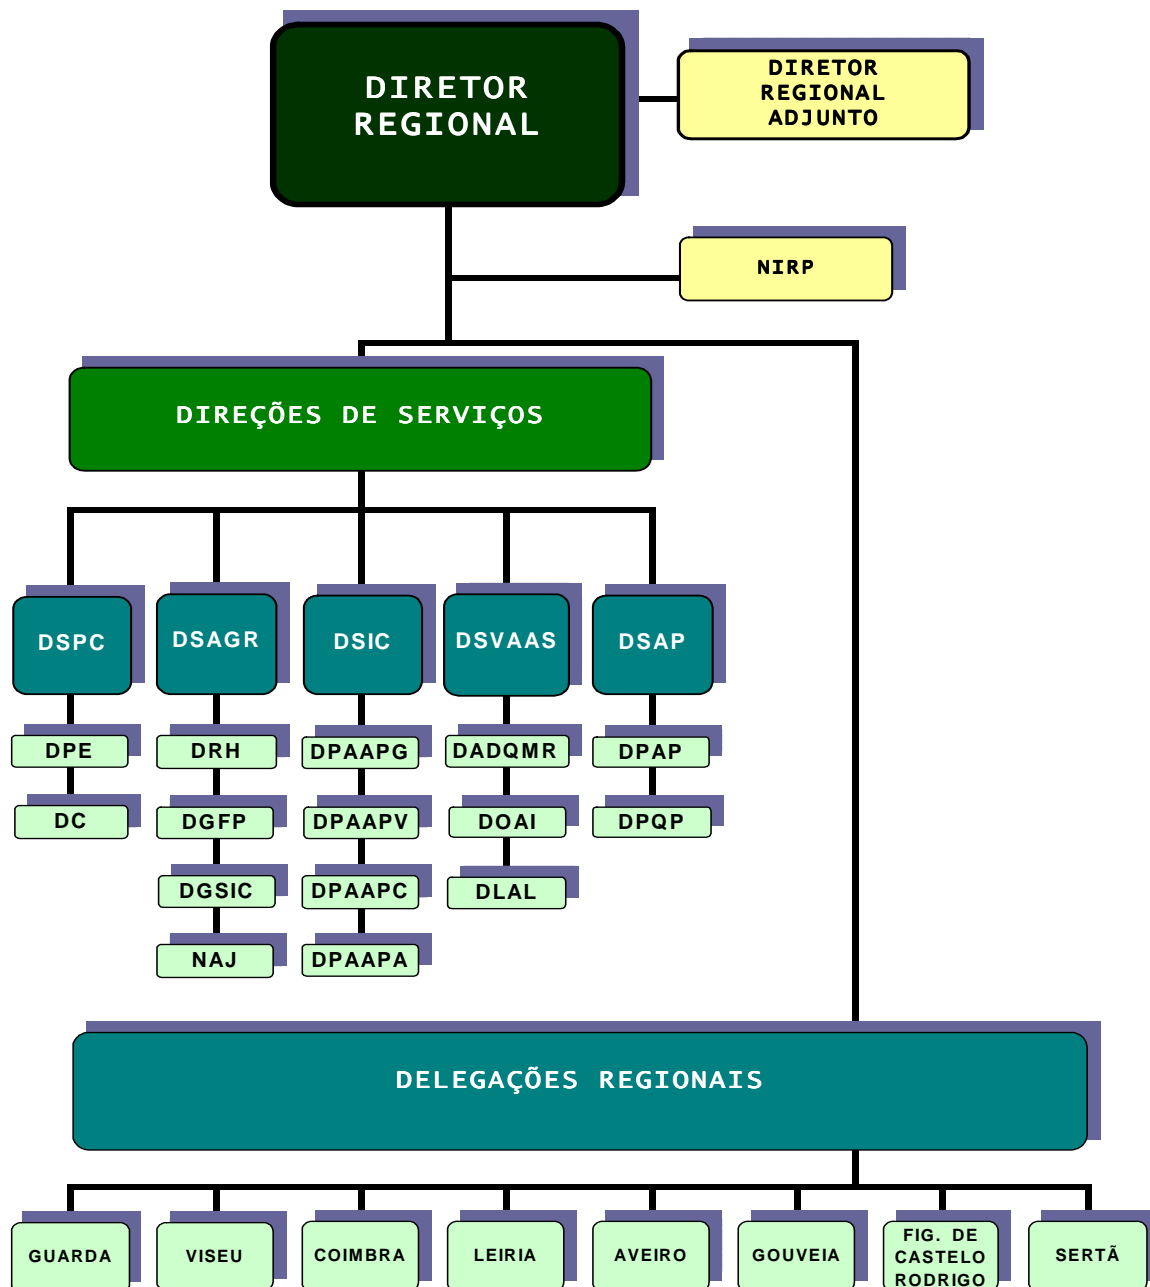 DIRETOR
REGIONAL
DIRETOR
REGIONAL
ADJUNTO
NIRP
DIREÇÕES DE SERVIÇOS
DSPC
DSAGR
DSIC
DSVAAS
DSAP
DPE
DRH
DPAAPG
DADQMR
DPAP
DC
DGFP
DPAAPV
DOAI
DPQP
DGSIC
DPAAPC
DLAL
NAJ
DPAAPA
DELEGAÇÕES REGIONAIS
GUARDA
VISEU
COIMBRA
LEIRIA
AVEIRO
GOUVEIA
FIG. DE
CASTELO
RODRIGO
SERTÃ